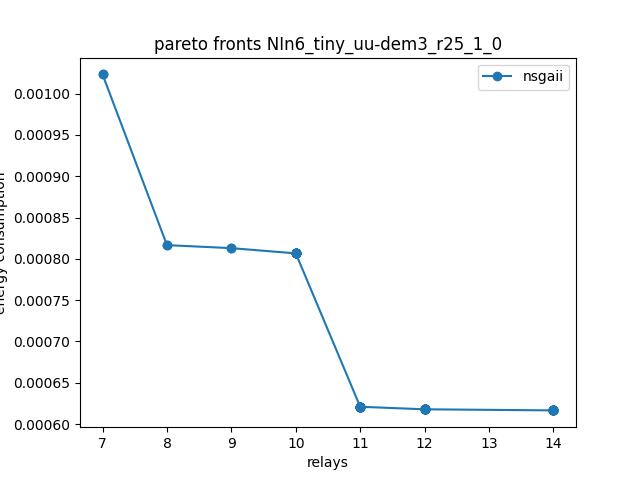 pareto fronts NIn6_tiny_uu-dem3_r25_1_0
nsgaii
0.00100
0.00095
0.00090
0.00085
0.00080
0.00075
0.00070
0.00065
0.00060
energy consumption
7 8 9 10 11 12 13 14
relays